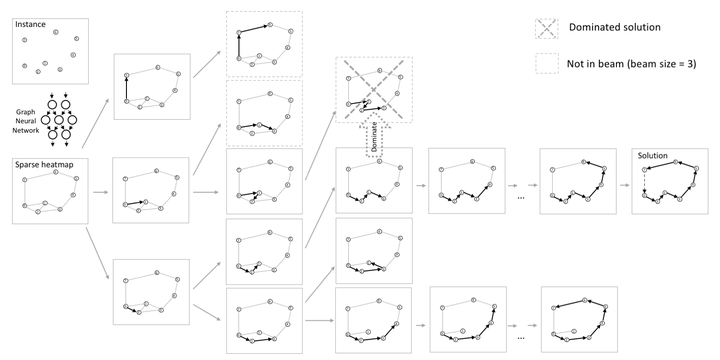 Instance
Graph
Neural
Network
Sparse heatmap
Dominate
Solution
...
...
Dominated solution
Not in beam (beam size = 3)